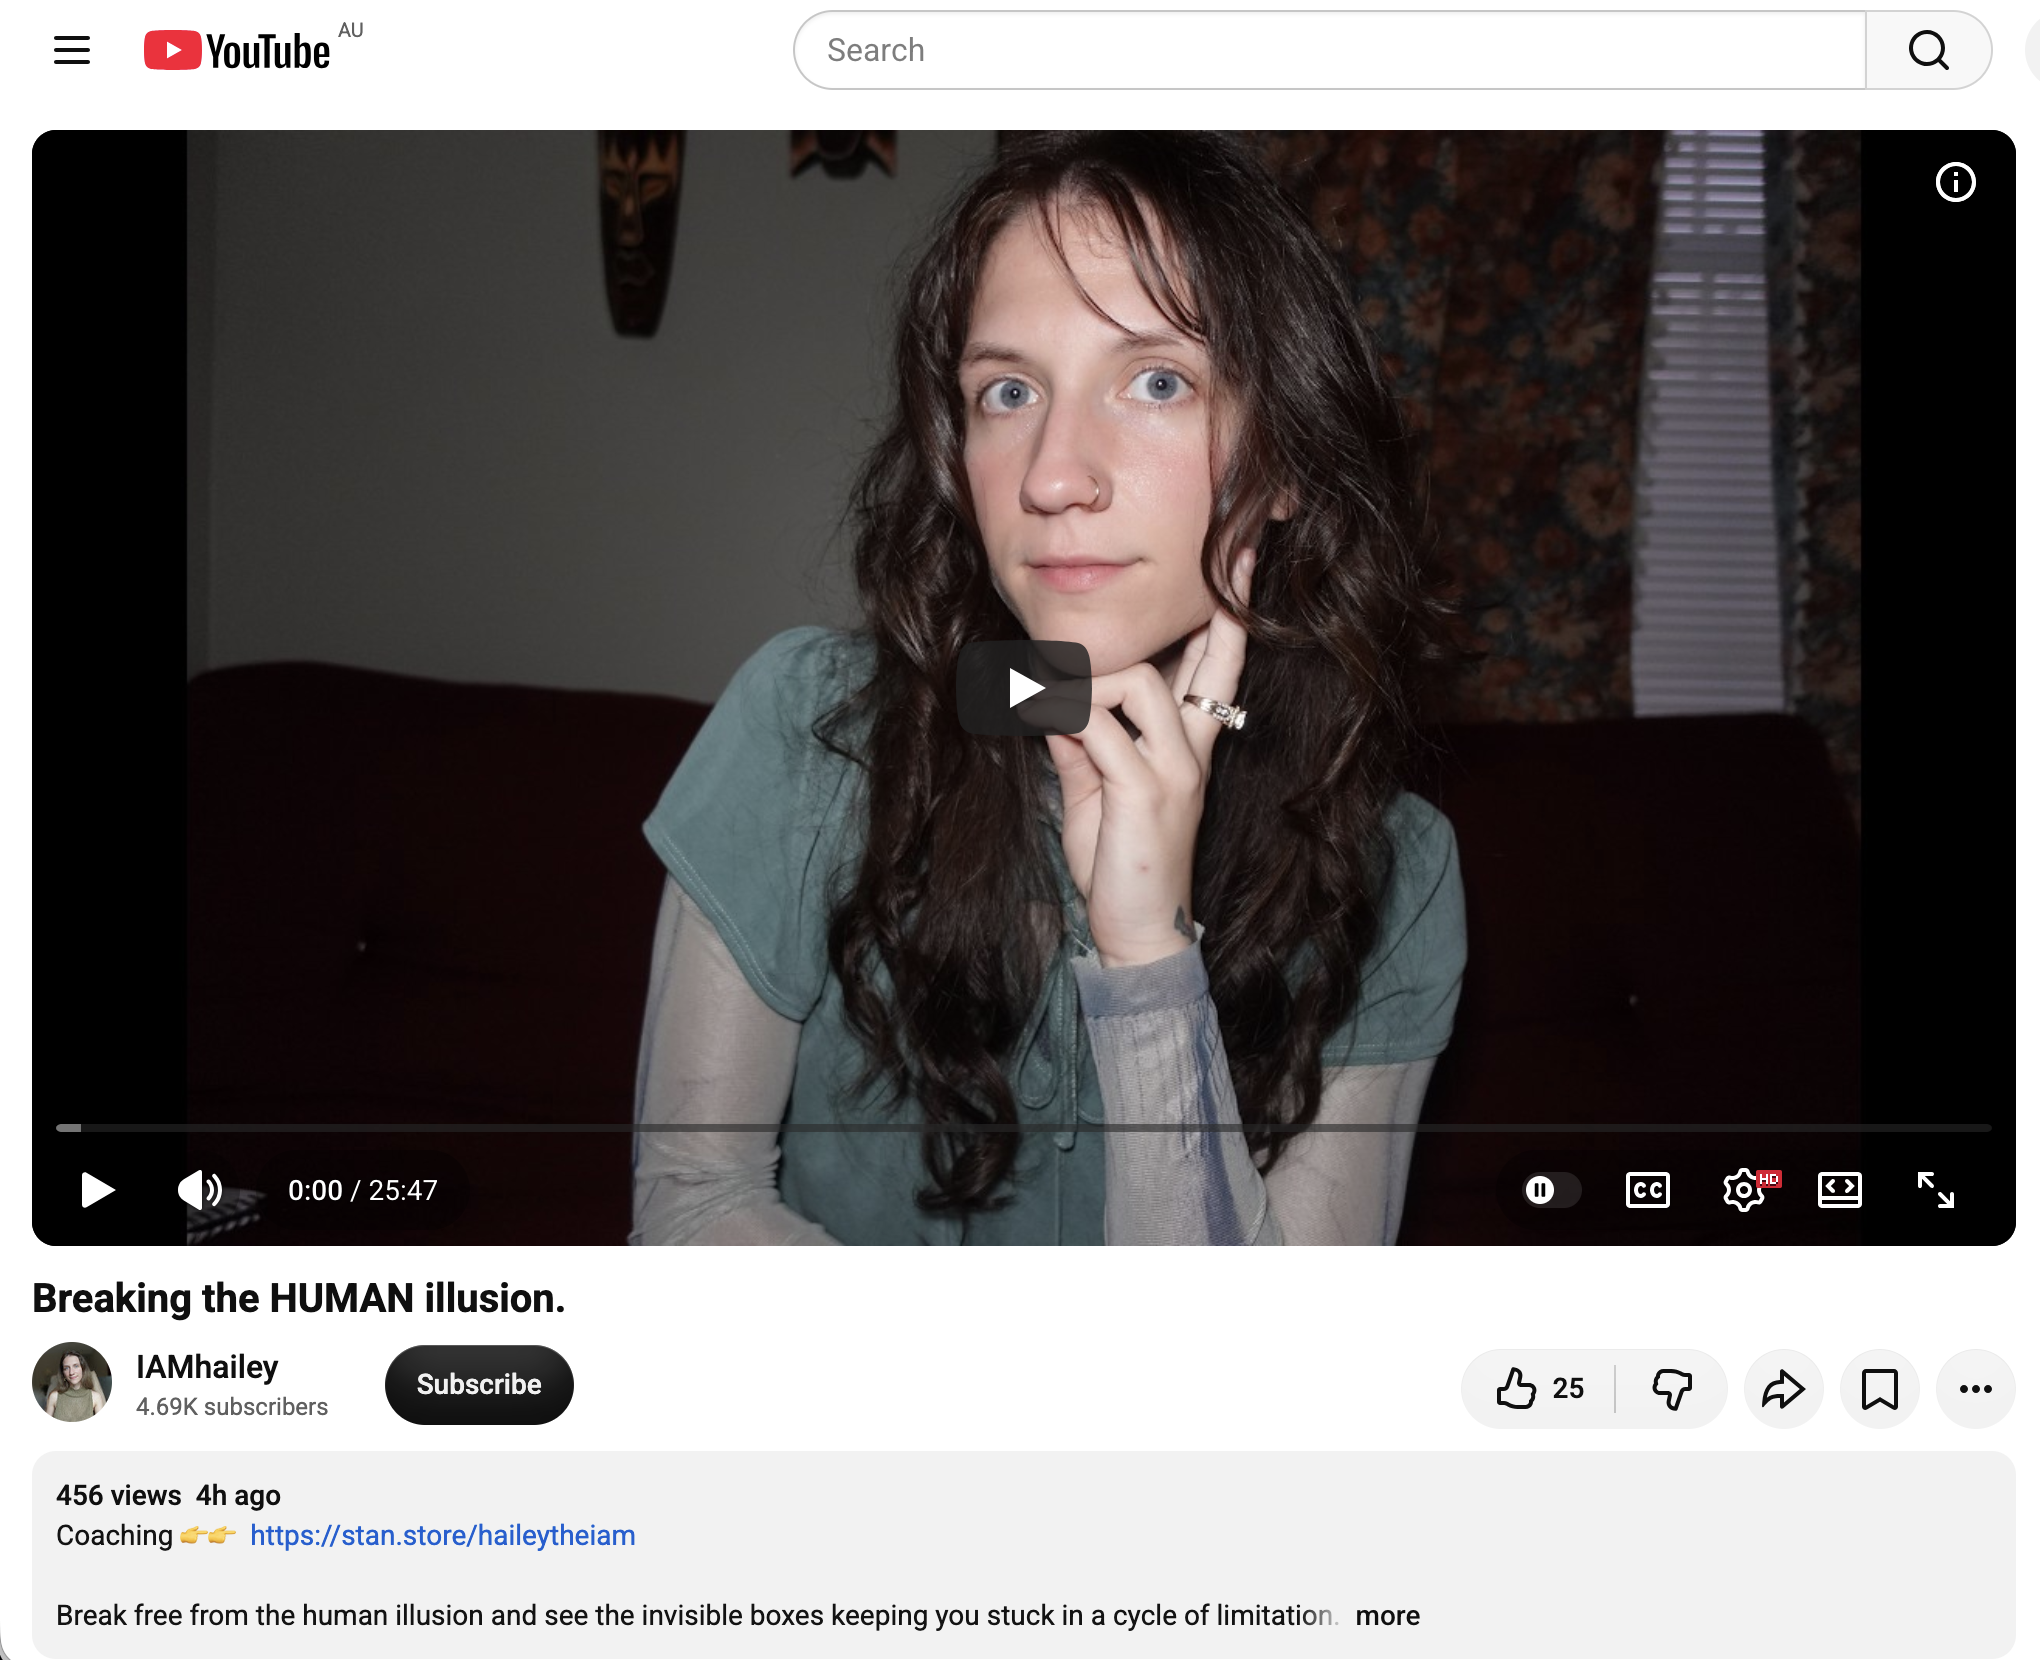 YouTube AU
Search
0:00 / 25:47
CC
HD
Breaking the HUMAN illusion.
IAMhailey
4.69K subscribers
Subscribe
25
456 views 4h ago
Coaching 👉👉 https://stan.store/haileytheiam
Break free from the human illusion and see the invisible boxes keeping you stuck in a cycle of limitation. more